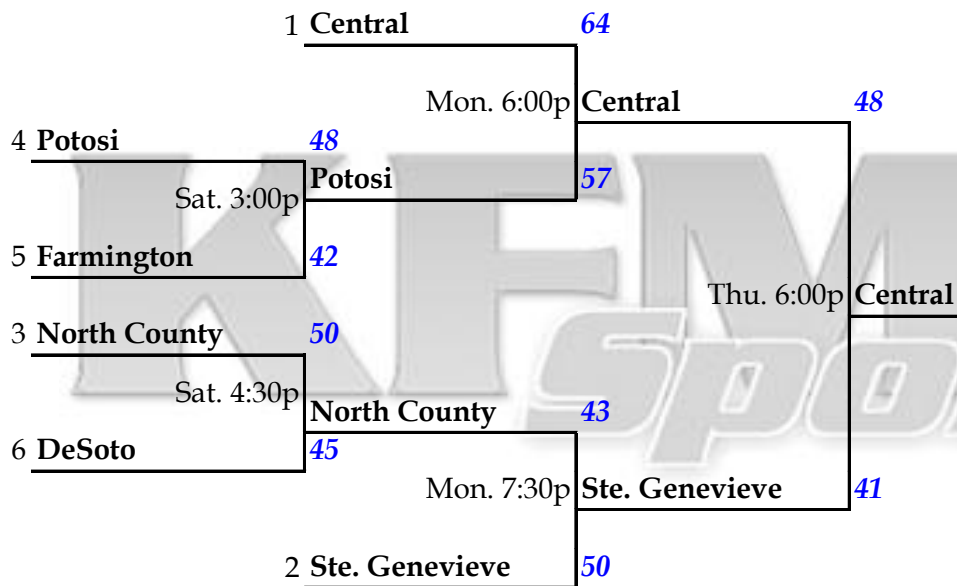 1 Central 64
Mon. 6:00p Central 48
4 Potosi 48
Sat. 3:00p Potosi 57
5 Farmington 42
Thu. 6:00p Central
3 North County 50
Sat. 4:30p
North County 43
6 DeSoto 45
Mon. 7:30p Ste. Genevieve 41
2 Ste. Genevieve 50
KFM
Spo